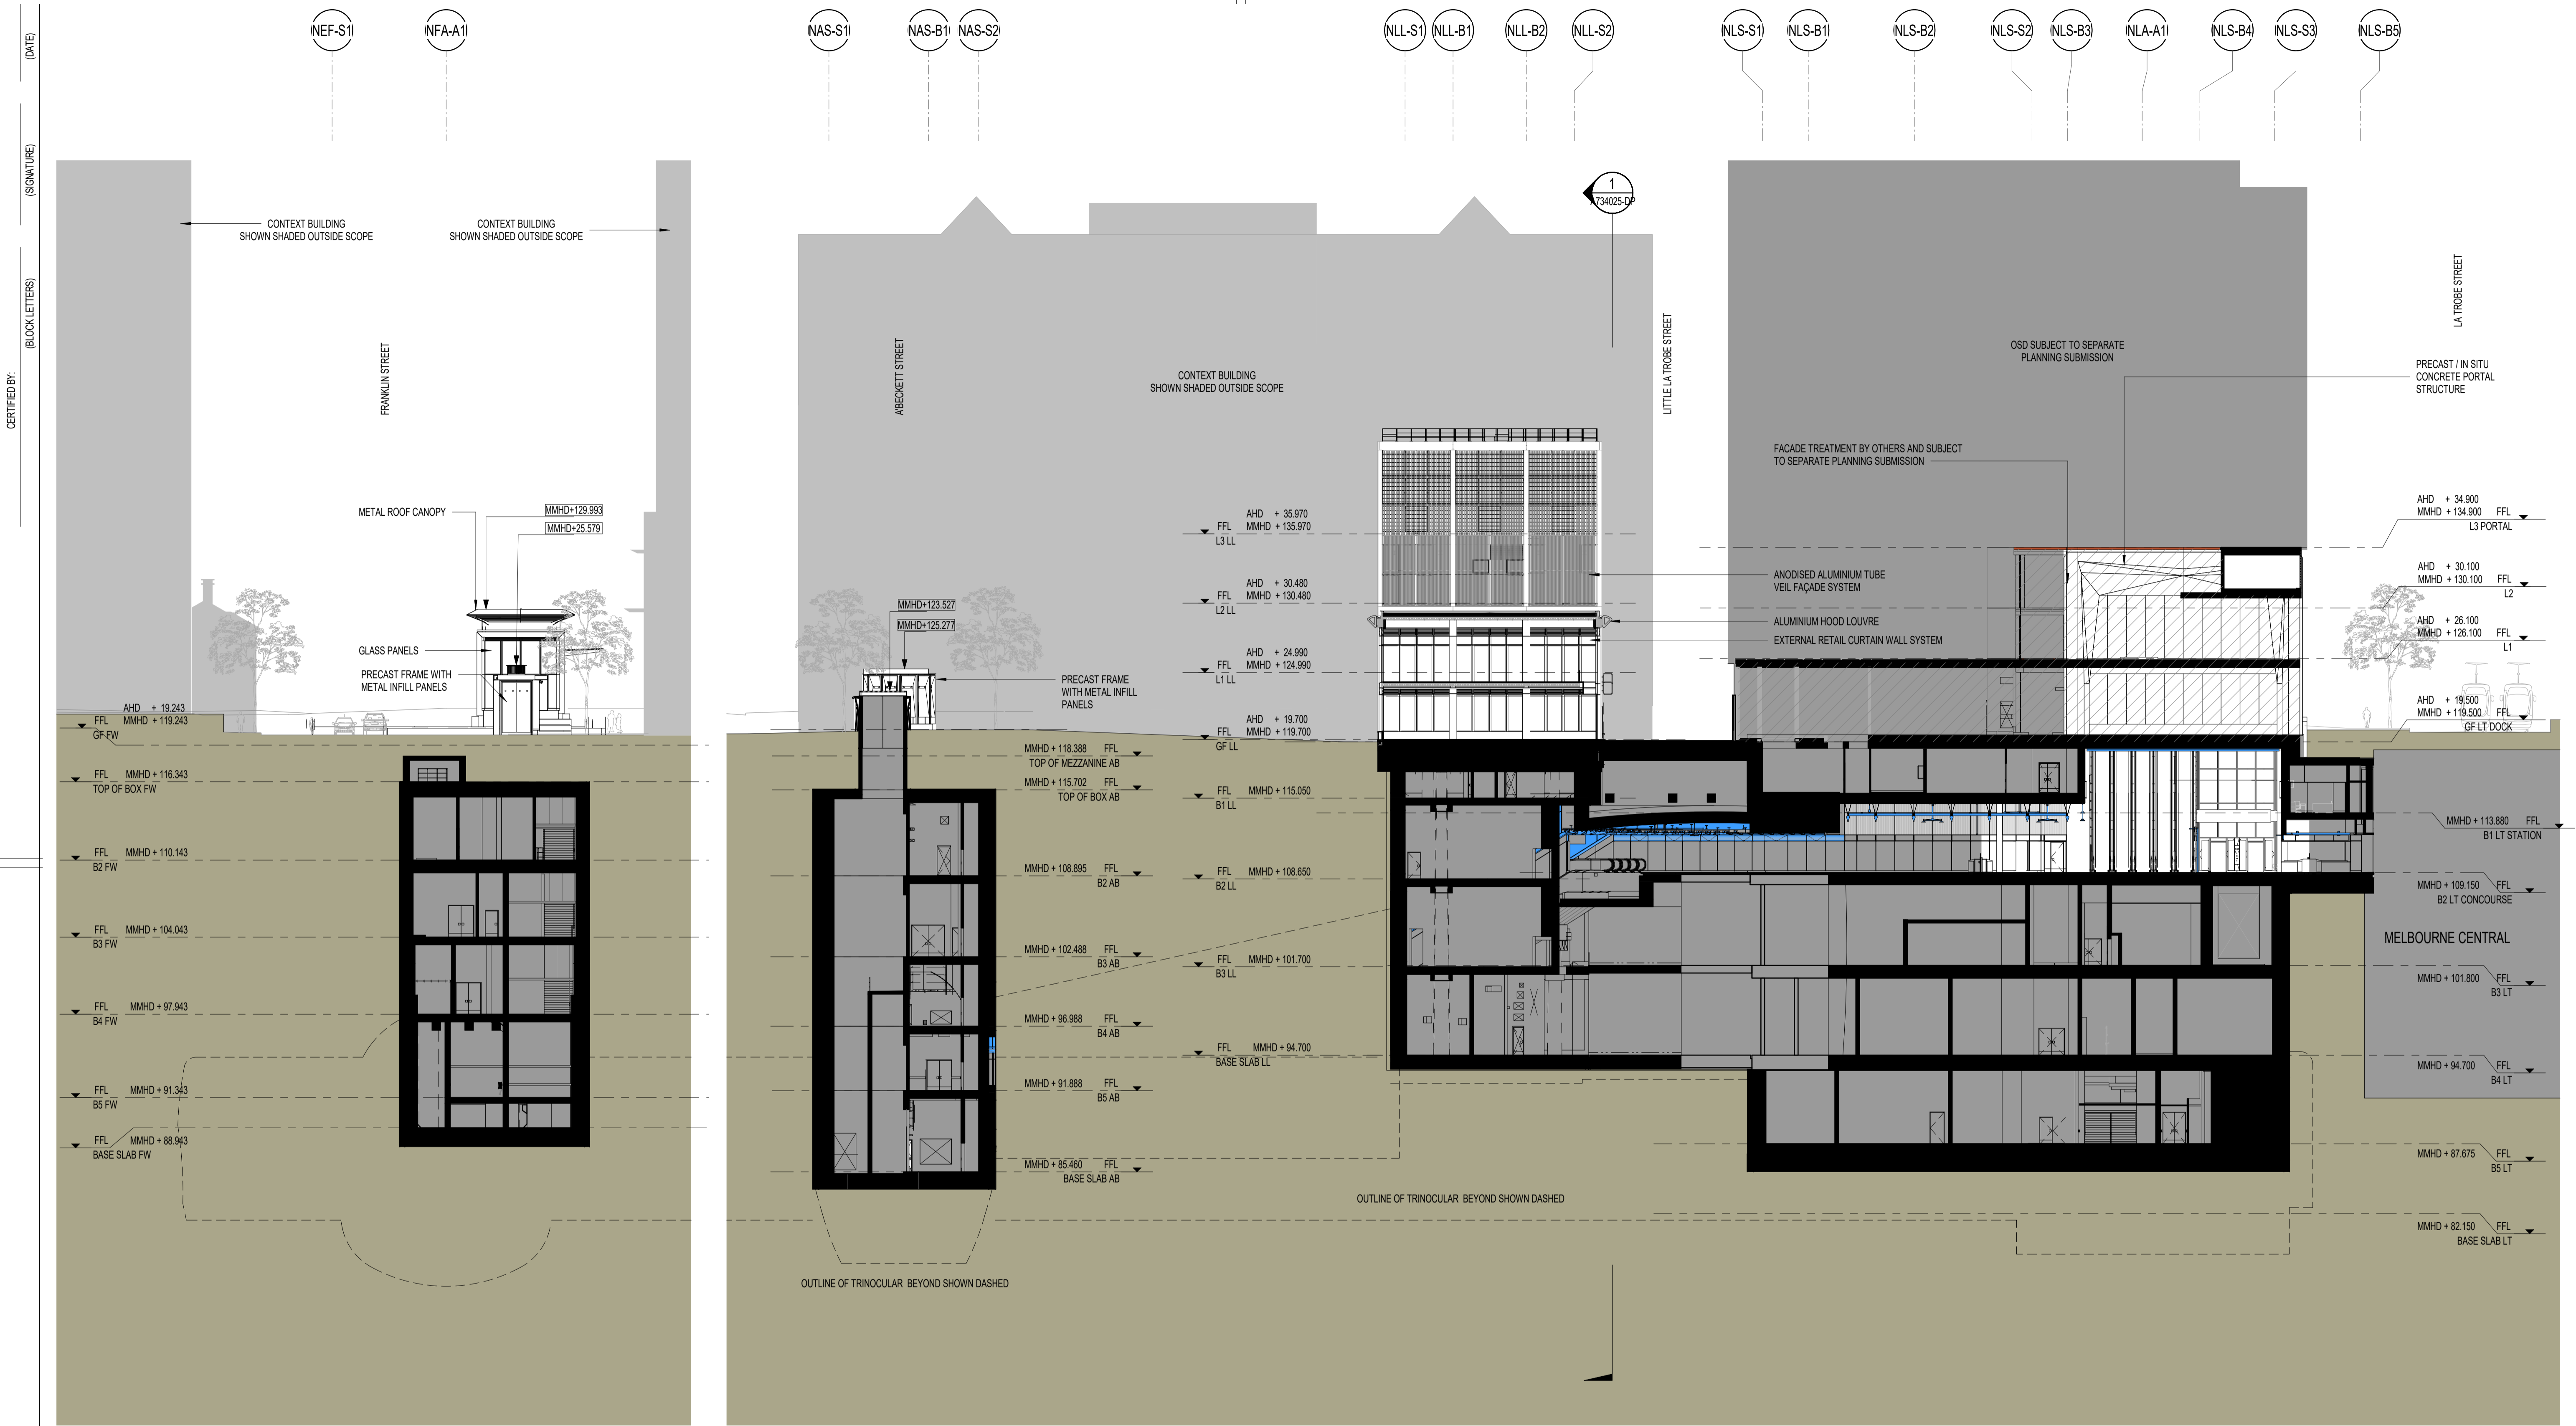 (DATE)
(SIGNATURE)
(BLOCK LETTERS)
CERTIFIED BY:
NEF-S1
NFA-A1
NAS-S1
NAS-B1
NAS-S2
NLL-S1
NLL-B1
NLL-B2
NLL-S2
NLS-S1
NLS-B1
NLS-B2
NLS-S2
NLS-B3
NLA-A1
NLS-B4
NLS-S3
NLS-B5
CONTEXT BUILDING
SHOWN SHADED OUTSIDE SCOPE
CONTEXT BUILDING
SHOWN SHADED OUTSIDE SCOPE
FRANKLIN STREET
METAL ROOF CANOPY
MMHD+129.993
MMHD+25.579
GLASS PANELS
PRECAST FRAME WITH
METAL INFILL PANELS
AHD + 19.243
FFL MMHD + 119.243
GF FW
FFL MMHD + 116.343
TOP OF BOX FW
FFL MMHD + 110.143
B2 FW
FFL MMHD + 104.043
B3 FW
FFL MMHD + 97.943
B4 FW
FFL MMHD + 91.343
B5 FW
FFL MMHD + 88.943
BASE SLAB FW
A'BECKETT STREET
CONTEXT BUILDING
SHOWN SHADED OUTSIDE SCOPE
MMHD+123.527
MMHD+125.277
PRECAST FRAME
WITH METAL INFILL
PANELS
MMHD + 118.388 FFL
TOP OF MEZZANINE AB
MMHD + 115.702 FFL
TOP OF BOX AB
MMHD + 108.895 FFL
B2 AB
MMHD + 102.488 FFL
B3 AB
MMHD + 96.988 FFL
B4 AB
MMHD + 91.888 FFL
B5 AB
MMHD + 85.460 FFL
BASE SLAB AB
OUTLINE OF TRINOCULAR BEYOND SHOWN DASHED
1
734025-DP
LITTLE LA TROBE STREET
AHD + 35.970
FFL MMHD + 135.970
L3 LL
AHD + 30.480
FFL MMHD + 130.480
L2 LL
AHD + 24.990
FFL MMHD + 124.990
L1 LL
AHD + 19.700
FFL MMHD + 119.700
GF LL
FFL MMHD + 115.050
B1 LL
FFL MMHD + 108.650
B2 LL
FFL MMHD + 101.700
B3 LL
FFL MMHD + 94.700
BASE SLAB LL
OUTLINE OF TRINOCULAR BEYOND SHOWN DASHED
OSD SUBJECT TO SEPARATE
PLANNING SUBMISSION
FACADE TREATMENT BY OTHERS AND SUBJECT
TO SEPARATE PLANNING SUBMISSION
ANODISED ALUMINIUM TUBE
VEIL FAÇADE SYSTEM
ALUMINIUM HOOD LOUVRE
EXTERNAL RETAIL CURTAIN WALL SYSTEM
LA TROBE STREET
PRECAST / IN SITU
CONCRETE PORTAL
STRUCTURE
AHD + 34.900
MMHD + 134.900 FFL
L3 PORTAL
AHD + 30.100
MMHD + 130.100 FFL
L2
AHD + 26.100
MMHD + 126.100 FFL
L1
AHD + 19.500
MMHD + 119.500 FFL
GF LT DOCK
MMHD + 113.880 FFL
B1 LT STATION
MMHD + 109.150 FFL
B2 LT CONCOURSE
MELBOURNE CENTRAL
MMHD + 101.800 FFL
B3 LT
MMHD + 94.700 FFL
B4 LT
MMHD + 87.675 FFL
B5 LT
MMHD + 82.150 FFL
BASE SLAB LT